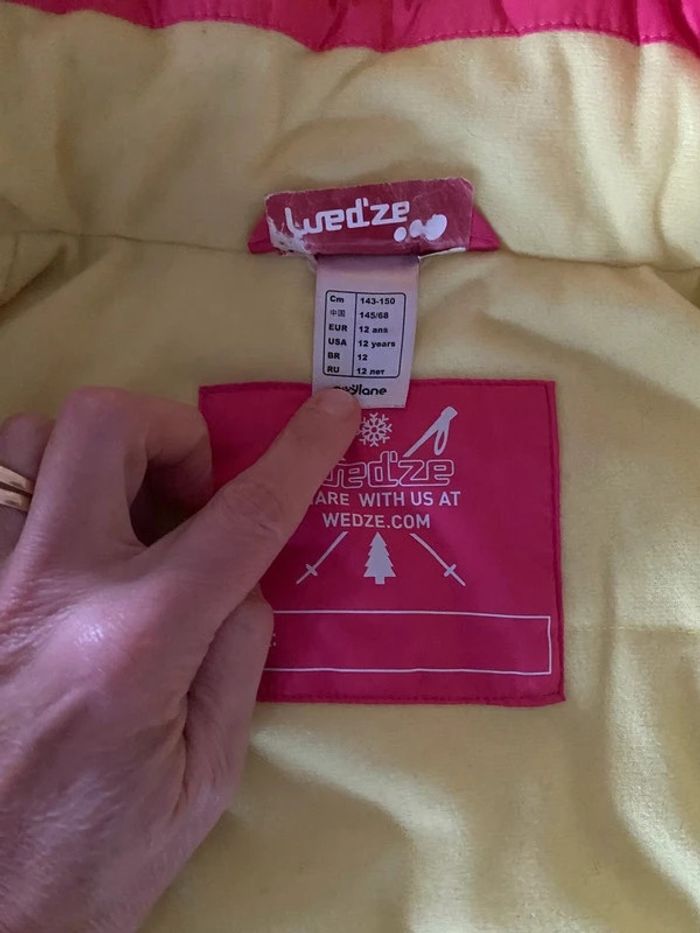 wed'ze
Cm 143-150
中国 145/68
EUR 12 ans
USA 12 years
BR 12
RU 12 лет
wed'ze
WITH US AT
WEDZE.COM